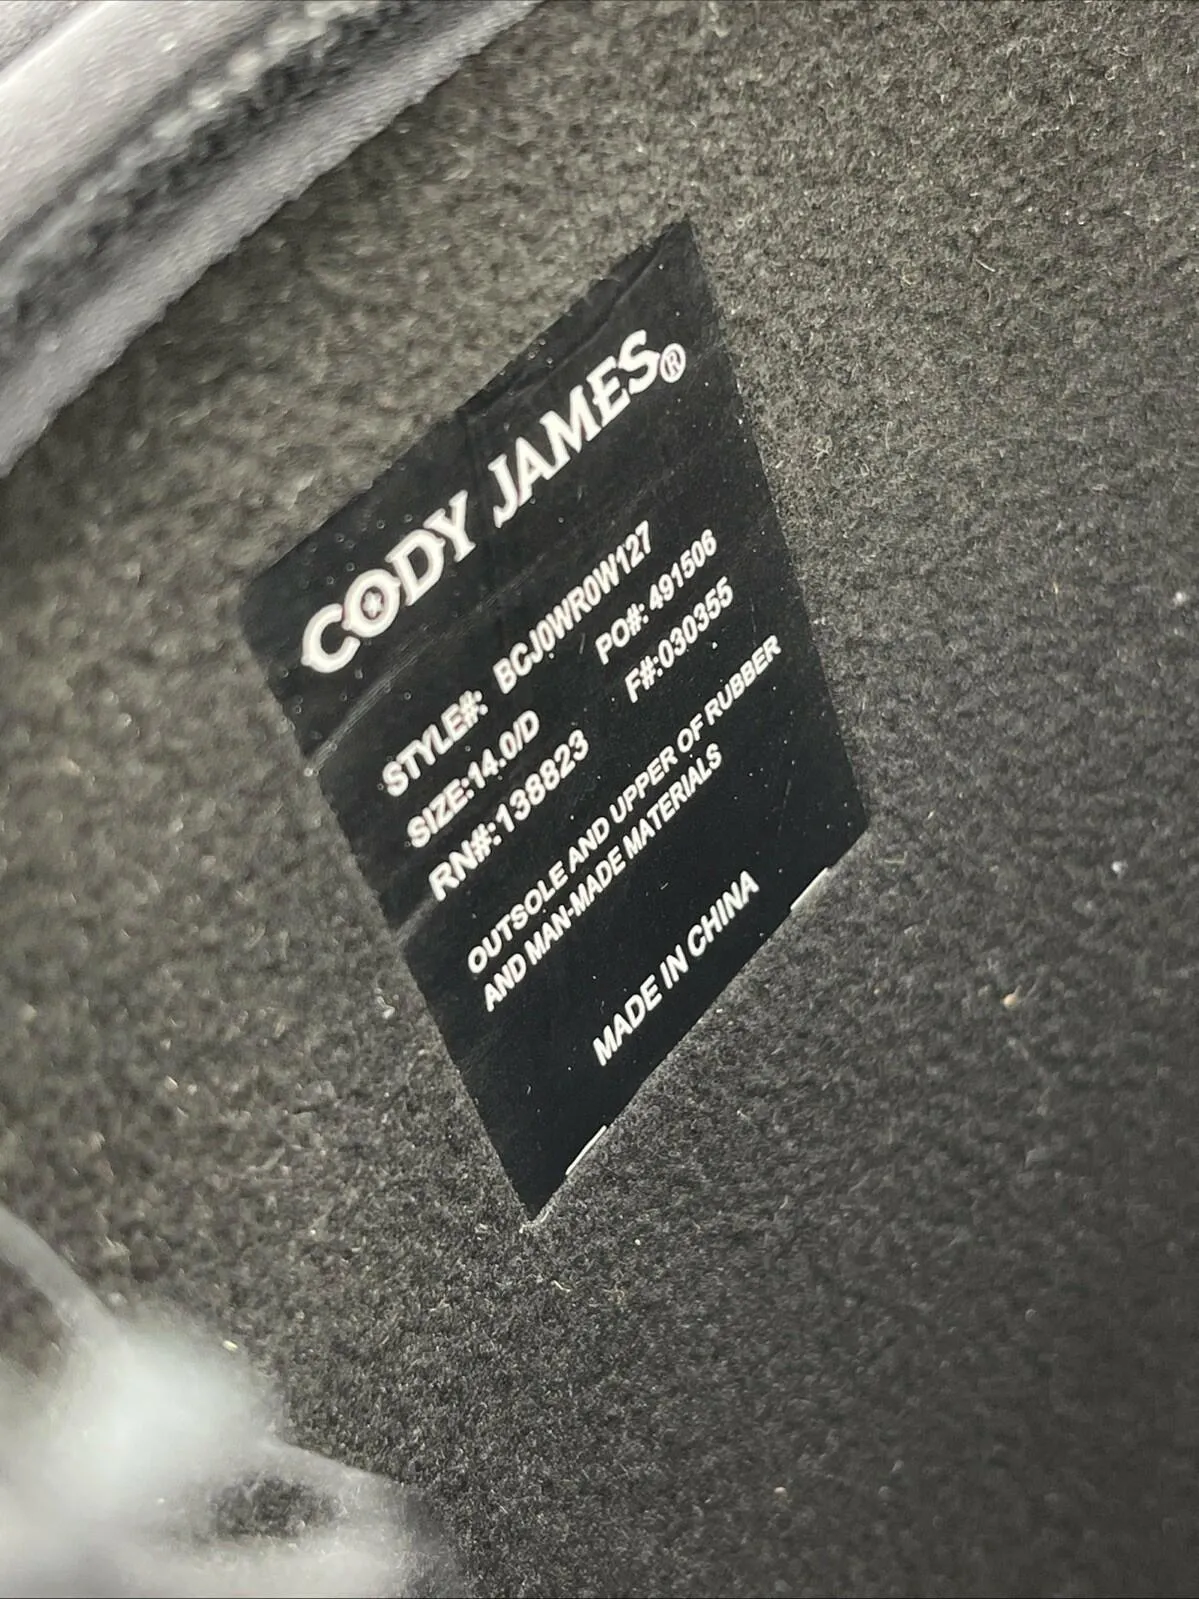 CODY JAMES®
STYLE#: BCJ0WR0W127
SIZE:14.0/D PO#: 491506
RN#:138823 F#:030355
OUTSOLE AND UPPER OF RUBBER
AND MAN-MADE MATERIALS
MADE IN CHINA